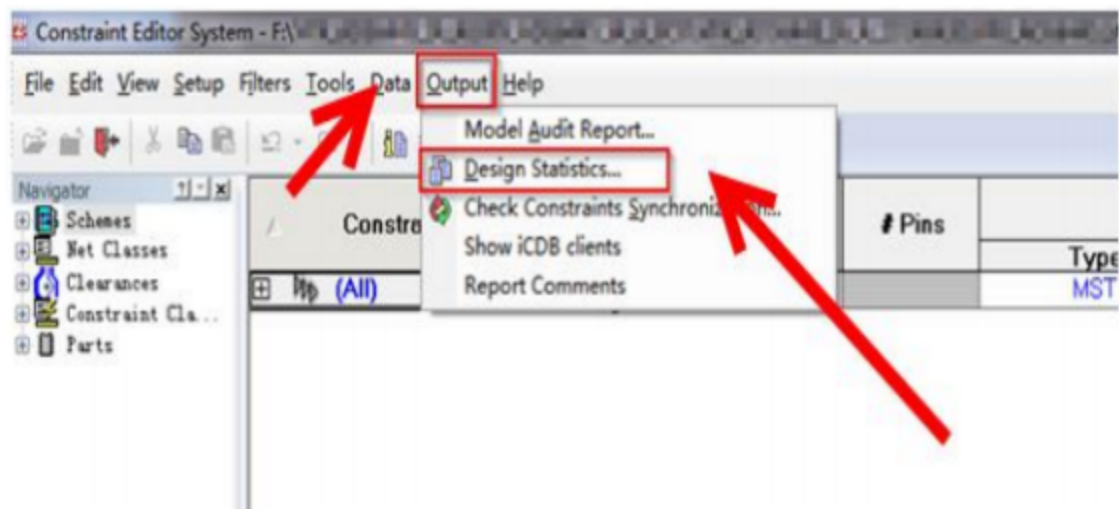 Constraint Editor System - F:\
File Edit View Setup Filters Tools Data Output Help
Model Audit Report...
Navigator
Design Statistics...
Schemes
Constra
Check Constraints Synchronization...
# Pins
Net Classes
Show iCDB clients
Type
Clearances
(All)
Report Comments
MST
Constraint Cla...
Parts